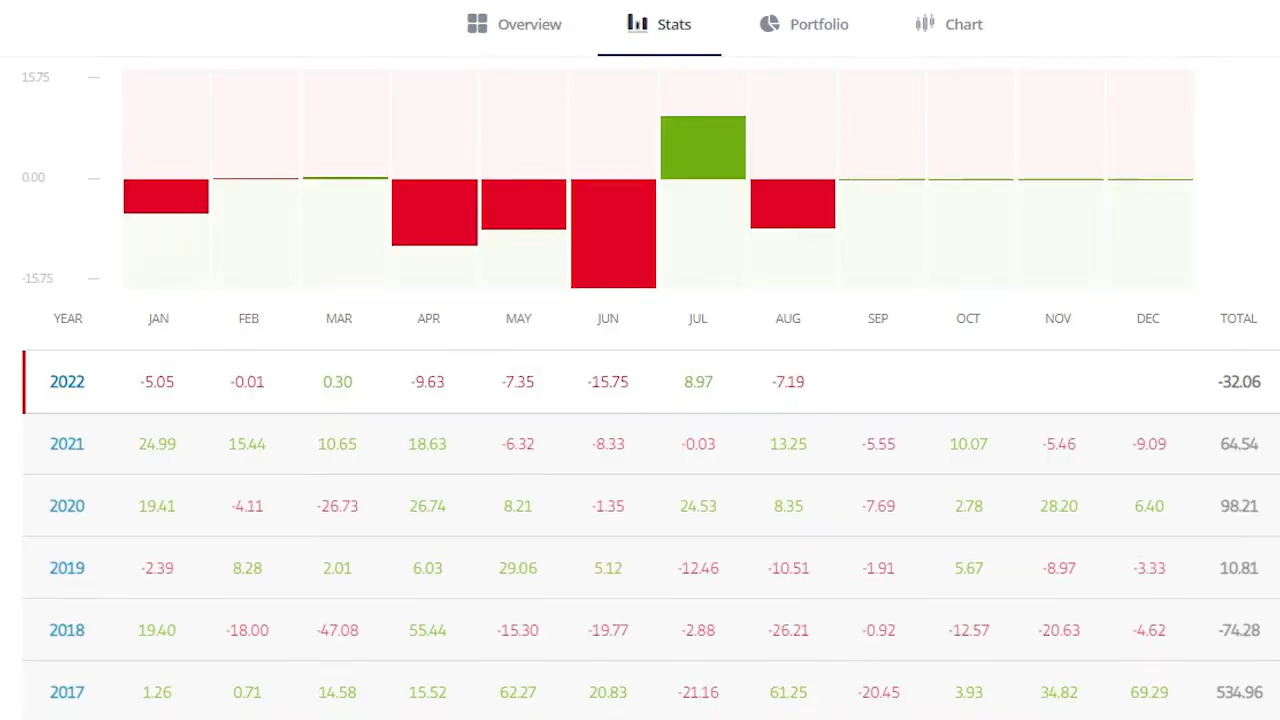 Overview Stats Portfolio Chart
1575
0.00
-1575
YEAR JAN FEB MAR APR MAY JUN JUL AUG SEP OCT NOV DEC TOTAL
2022 -5.05 -0.01 0.30 -9.63 -7.35 -15.75 8.97 -7.19 -32.06
2021 24.99 15.44 10.65 18.63 -6.32 -8.33 -0.03 13.25 -5.55 10.07 -5.46 -9.09 64.54
2020 19.41 -4.11 -26.73 26.74 8.21 -1.35 24.53 8.35 -7.69 2.78 28.20 6.40 98.21
2019 -2.39 8.28 2.01 6.03 29.06 5.12 -12.46 -10.51 -1.91 5.67 -8.97 -3.33 10.81
2018 19.40 -18.00 -47.08 55.44 -15.30 -19.77 -2.88 -26.21 -0.92 -12.57 -20.63 -4.62 -74.28
2017 1.26 0.71 14.58 15.52 62.27 20.83 -21.16 61.25 -20.45 3.93 34.82 69.29 534.96